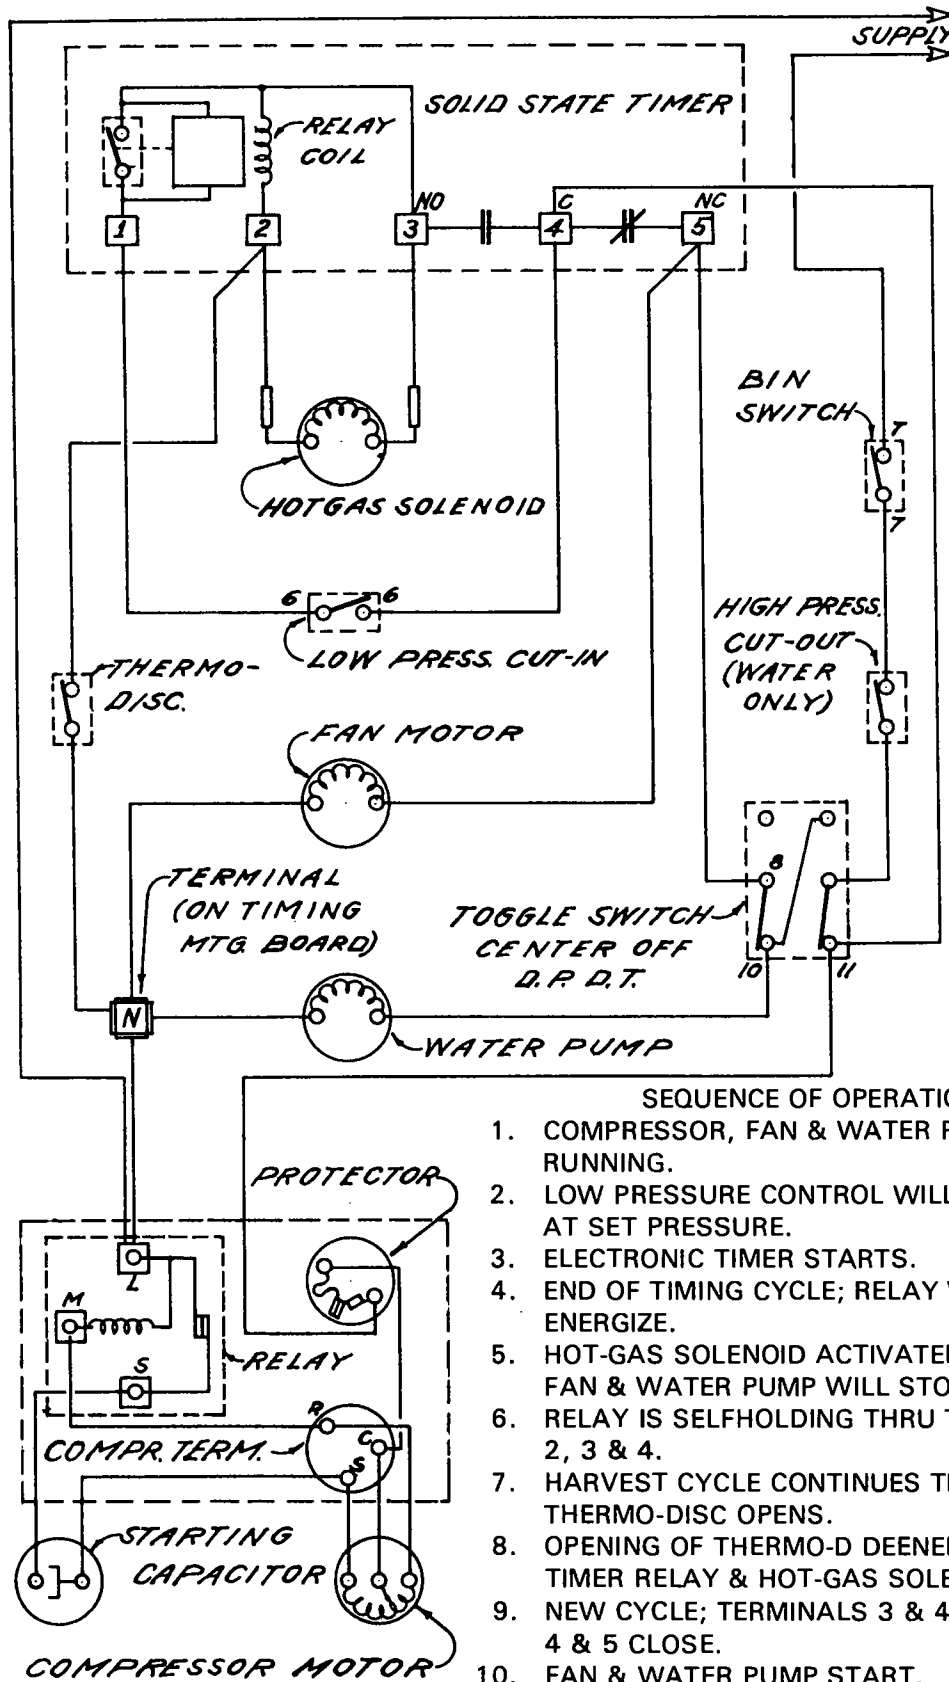 SUPPLY
SOLID STATE TIMER
RELAY
COIL
NO
C
NC
1
2
3
4
5
BIN
SWITCH
7
7
HOTGAS SOLENOID
6
6
LOW PRESS. CUT-IN
HIGH PRESS.
CUT-OUT
(WATER
ONLY)
THERMO-
DISC.
FAN MOTOR
8
TERMINAL
(ON TIMING
MTG. BOARD)
TOGGLE SWITCH
CENTER OFF
D.P. D.T.
10
11
N
WATER PUMP
SEQUENCE OF OPERATIO
1. COMPRESSOR, FAN & WATER P
RUNNING.
2. LOW PRESSURE CONTROL WILL
AT SET PRESSURE.
3. ELECTRONIC TIMER STARTS.
4. END OF TIMING CYCLE; RELAY
ENERGIZE.
5. HOT-GAS SOLENOID ACTIVATE
FAN & WATER PUMP WILL STO
6. RELAY IS SELFHOLDING THRU T
2, 3 & 4.
7. HARVEST CYCLE CONTINUES T
THERMO-DISC OPENS.
8. OPENING OF THERMO-D DEENE
TIMER RELAY & HOT-GAS SOLE
9. NEW CYCLE; TERMINALS 3 & 4
4 & 5 CLOSE.
10. FAN & WATER PUMP START.
PROTECTOR
L
M
S
RELAY
R
C
S
COMPR. TERM.
STARTING
CAPACITOR
COMPRESSOR MOTOR